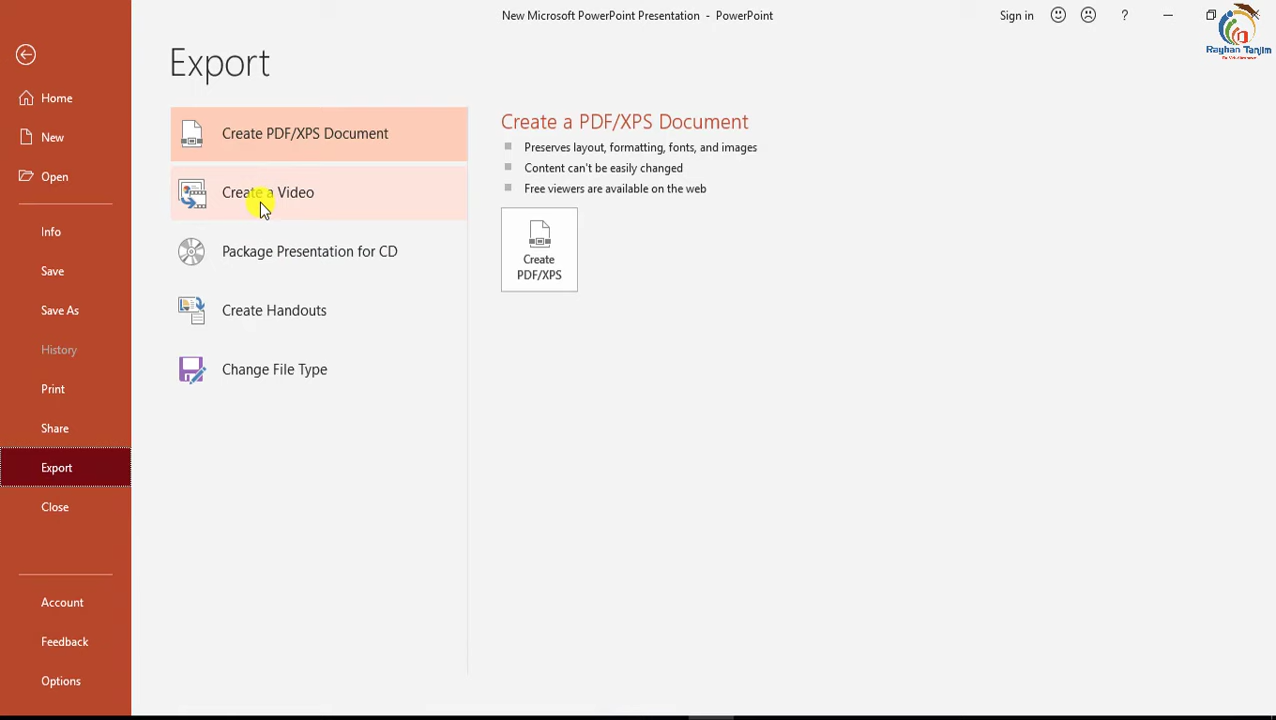 New Microsoft PowerPoint Presentation - PowerPoint
Sign in
?
Rayhan Tanjim
Export
Home
New
Open
Info
Save
Save As
History
Print
Share
Export
Close
Account
Feedback
Options
Create PDF/XPS Document
Create a Video
Package Presentation for CD
Create Handouts
Change File Type
Create a PDF/XPS Document
Preserves layout, formatting, fonts, and images
Content can't be easily changed
Free viewers are available on the web
Create
PDF/XPS